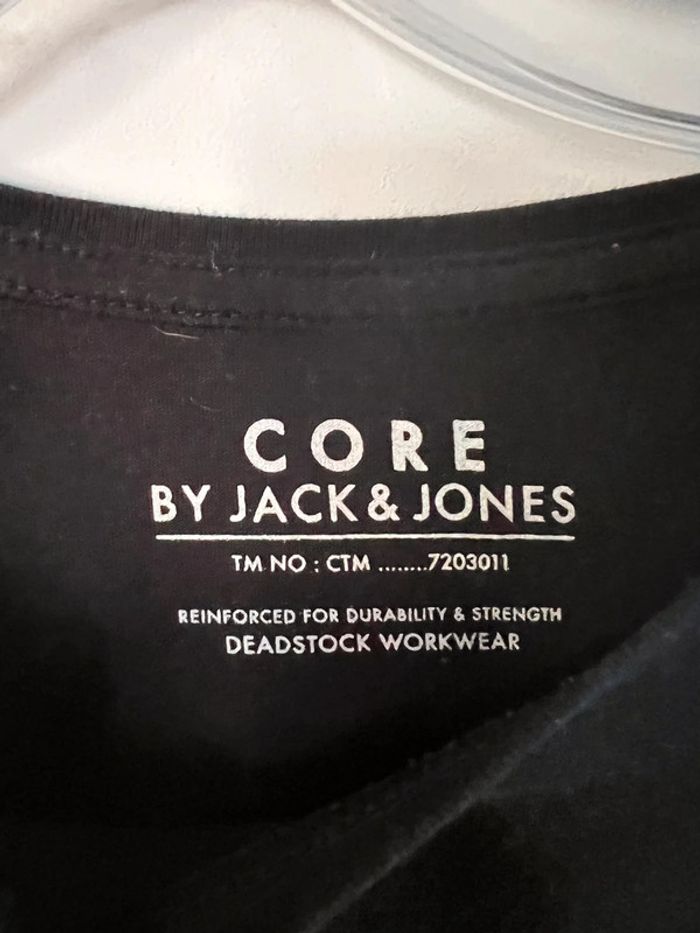 CORE
BY JACK & JONES
TM NO : CTM ........7203011
REINFORCED FOR DURABILITY & STRENGTH
DEADSTOCK WORKWEAR